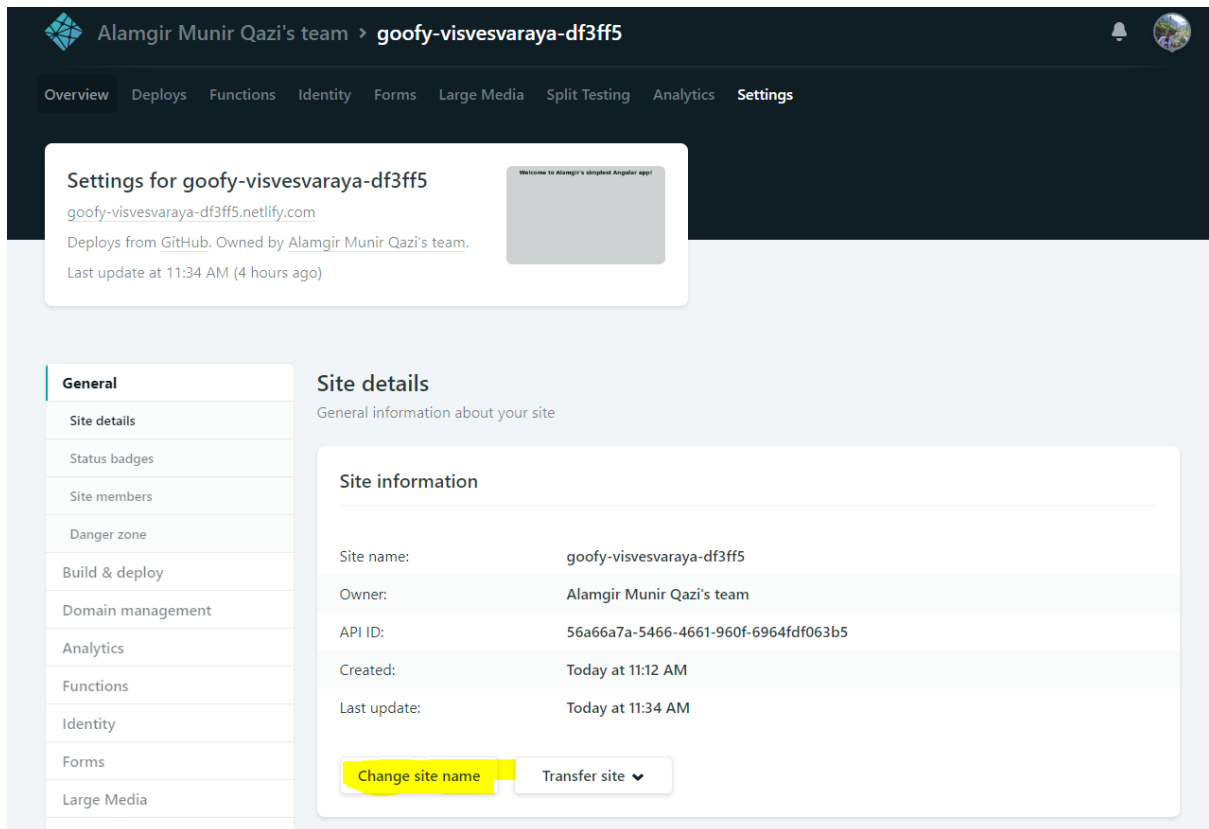 Alamgir Munir Qazi's team > goofy-visvesvaraya-df3ff5
Overview Deploys Functions Identity Forms Large Media Split Testing Analytics Settings
Settings for goofy-visvesvaraya-df3ff5
goofy-visvesvaraya-df3ff5.netlify.com
Deploys from GitHub. Owned by Alamgir Munir Qazi's team.
Last update at 11:34 AM (4 hours ago)
Welcome to Alamgir's simplest Angular app!
General
Site details
Status badges
Site members
Danger zone
Build & deploy
Domain management
Analytics
Functions
Identity
Forms
Large Media
Site details
General information about your site
Site information
Site name: goofy-visvesvaraya-df3ff5
Owner: Alamgir Munir Qazi's team
API ID: 56a66a7a-5466-4661-960f-6964fdf063b5
Created: Today at 11:12 AM
Last update: Today at 11:34 AM
Change site name Transfer site